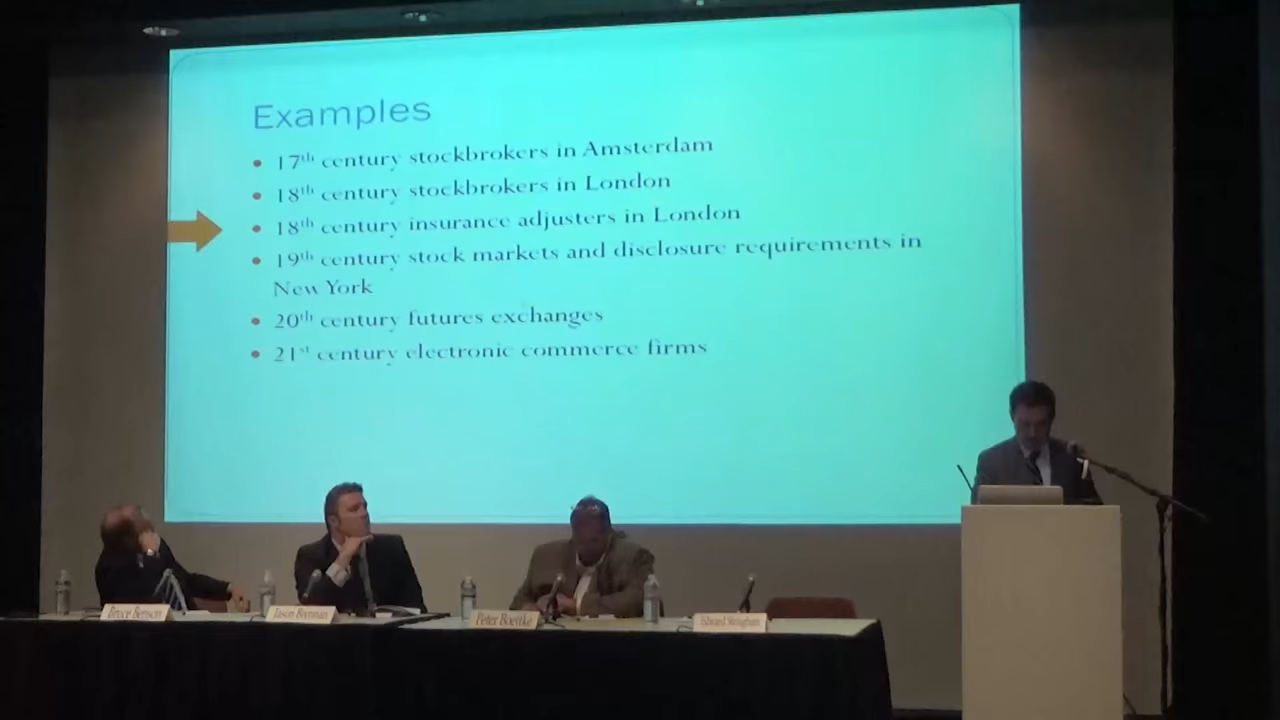 Examples
• 17th century stockbrokers in Amsterdam
• 18th century stockbrokers in London
• 18th century insurance adjusters in London
• 19th century stock markets and disclosure requirements in
New York
• 20th century futures exchanges
• 21st century electronic commerce firms
Bruce Benson
Jason Brennan
Peter Boettke
Edward Stringham